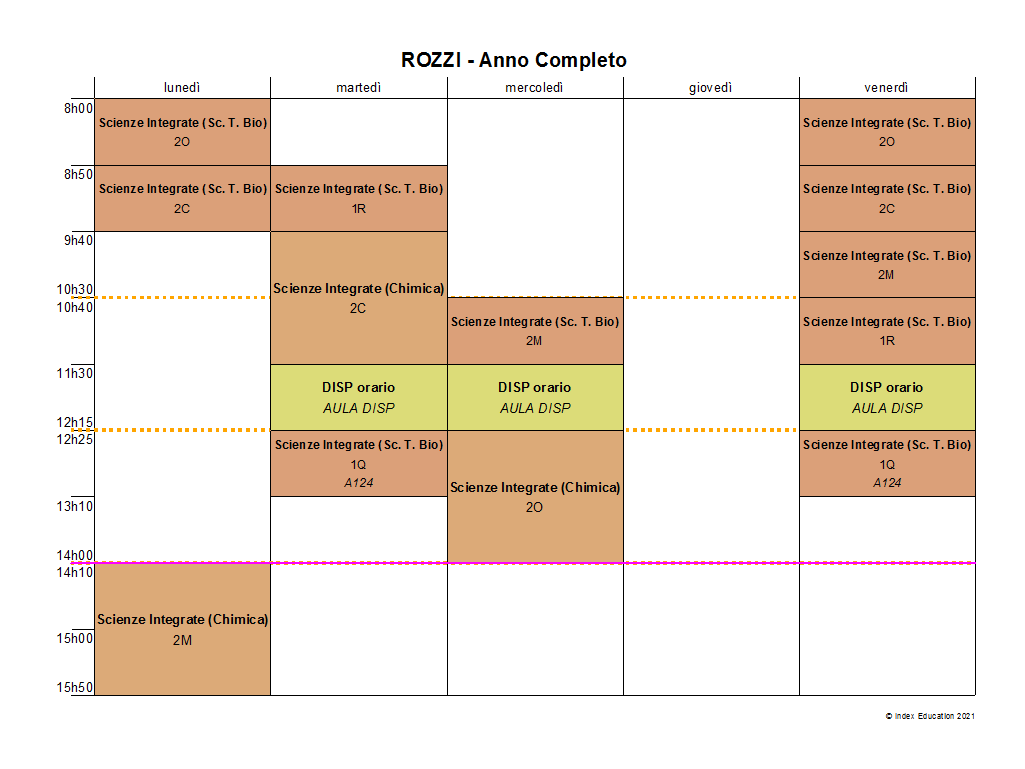 ROZZI - Anno Completo
lunedì martedì mercoledì giovedì venerdì
8h00
Scienze Integrate (Sc. T. Bio) Scienze Integrate (Sc. T. Bio)
2O 2O
8h50
Scienze Integrate (Sc. T. Bio) Scienze Integrate (Sc. T. Bio) Scienze Integrate (Sc. T. Bio)
2C 1R 2C
9h40
Scienze Integrate (Sc. T. Bio)
2M
10h30
Scienze Integrate (Chimica)
2C
10h40
Scienze Integrate (Sc. T. Bio) Scienze Integrate (Sc. T. Bio)
2M 1R
11h30
DISP orario DISP orario DISP orario
AULA DISP AULA DISP AULA DISP
12h15
12h25
Scienze Integrate (Sc. T. Bio) Scienze Integrate (Sc. T. Bio)
1Q 1Q
A124 A124
Scienze Integrate (Chimica)
2O
13h10
14h00
14h10
Scienze Integrate (Chimica)
2M
15h00
15h50
© Index Education 2021